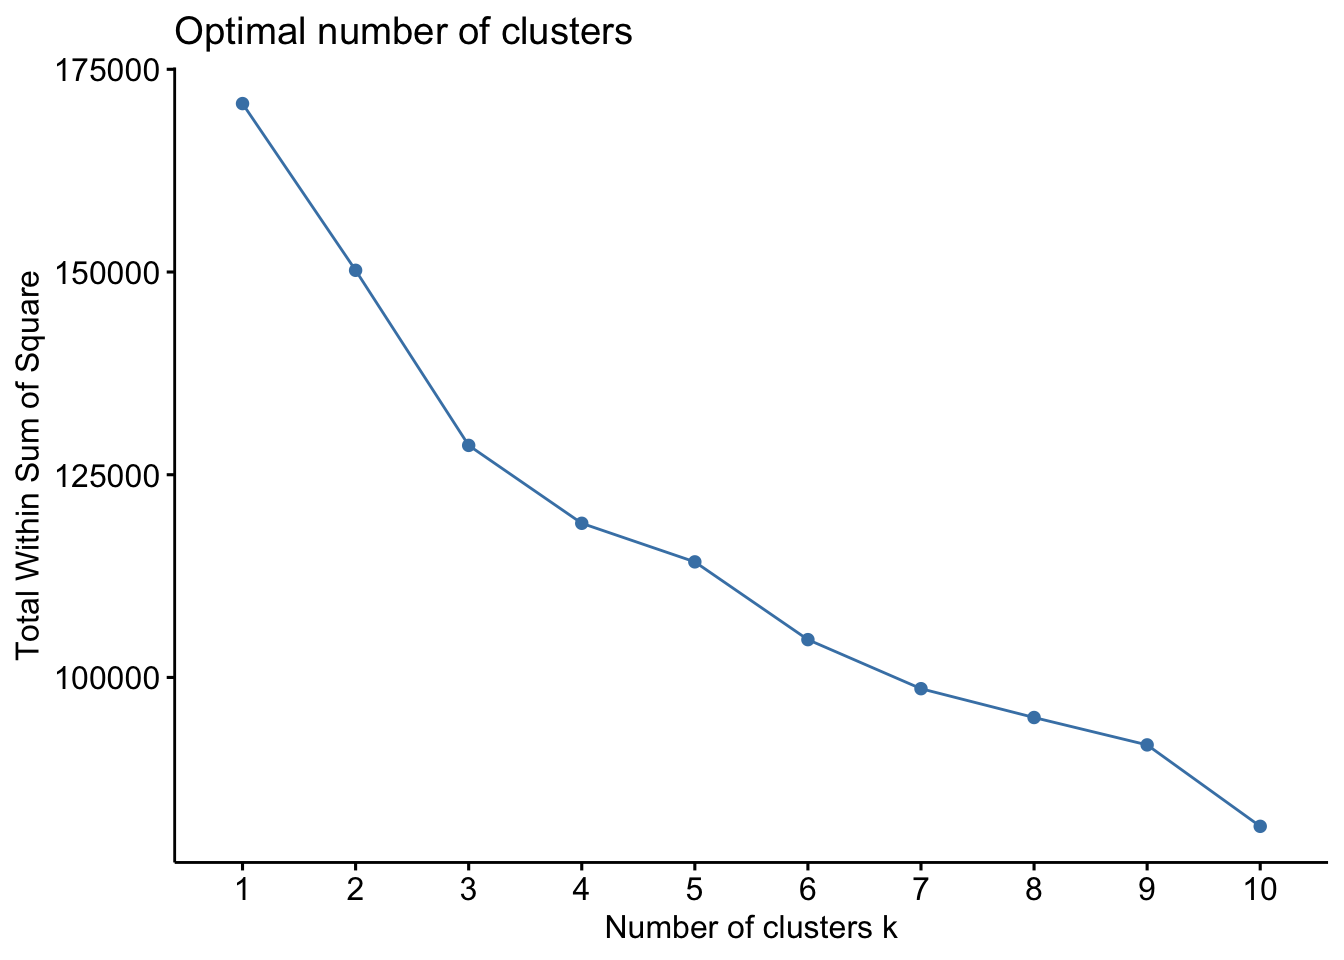 Optimal number of clusters
175000
150000
125000
100000
Total Within Sum of Square
1 2 3 4 5 6 7 8 9 10
Number of clusters k